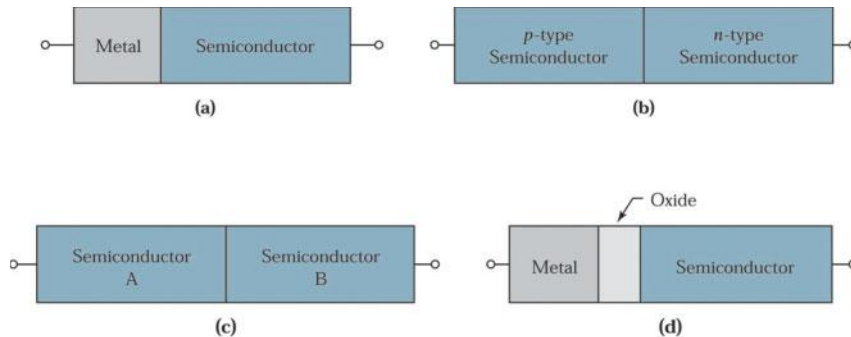 Metal
Semiconductor
p-type
Semiconductor
n-type
Semiconductor
(a)
(b)
Semiconductor
A
Semiconductor
B
(c)
Oxide
Metal
Semiconductor
(d)